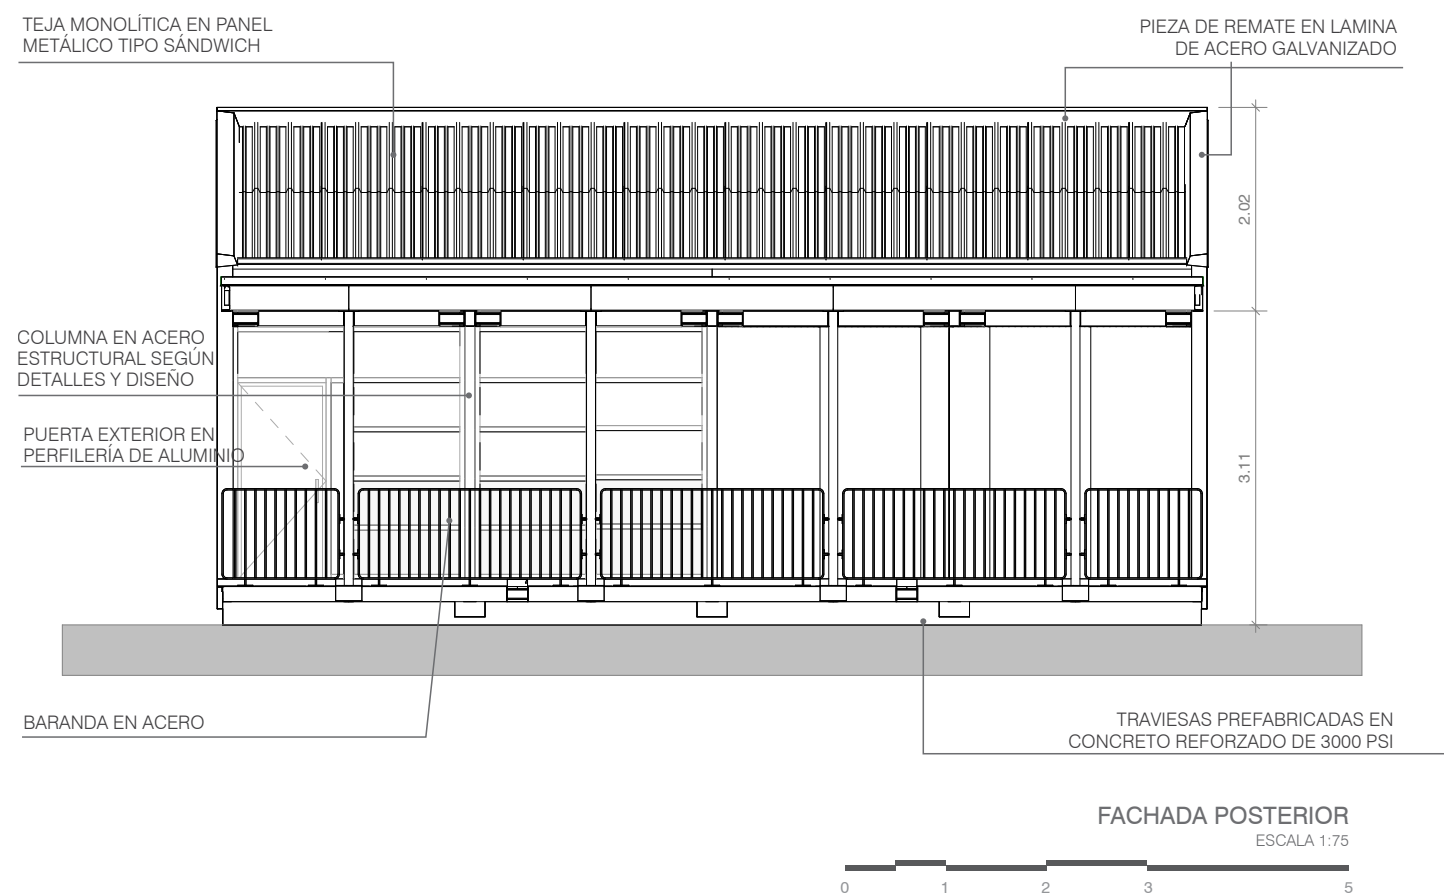 TEJA MONOLÍTICA EN PANEL
METÁLICO TIPO SÁNDWICH
PIEZA DE REMATE EN LAMINA
DE ACERO GALVANIZADO
2.02
COLUMNA EN ACERO
ESTRUCTURAL SEGÚN
DETALLES Y DISEÑO
PUERTA EXTERIOR EN
PERFILERÍA DE ALUMINIO
3.11
BARANDA EN ACERO
TRAVIESAS PREFABRICADAS EN
CONCRETO REFORZADO DE 3000 PSI
FACHADA POSTERIOR
ESCALA 1:75
0 1 2 3 5